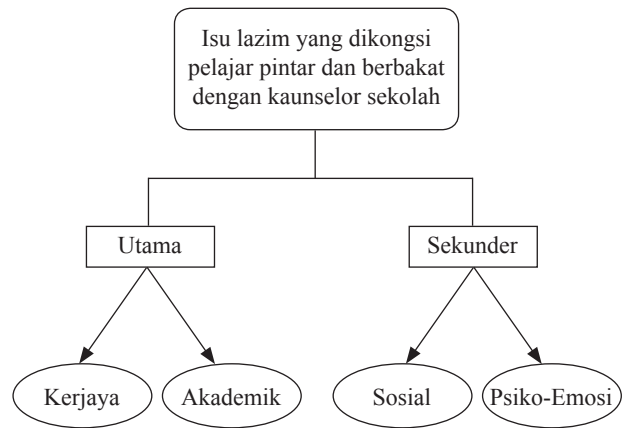 Isu lazim yang dikongsi
pelajar pintar dan berbakat
dengan kaunselor sekolah
Utama
Sekunder
Kerjaya
Akademik
Sosial
Psiko-Emosi